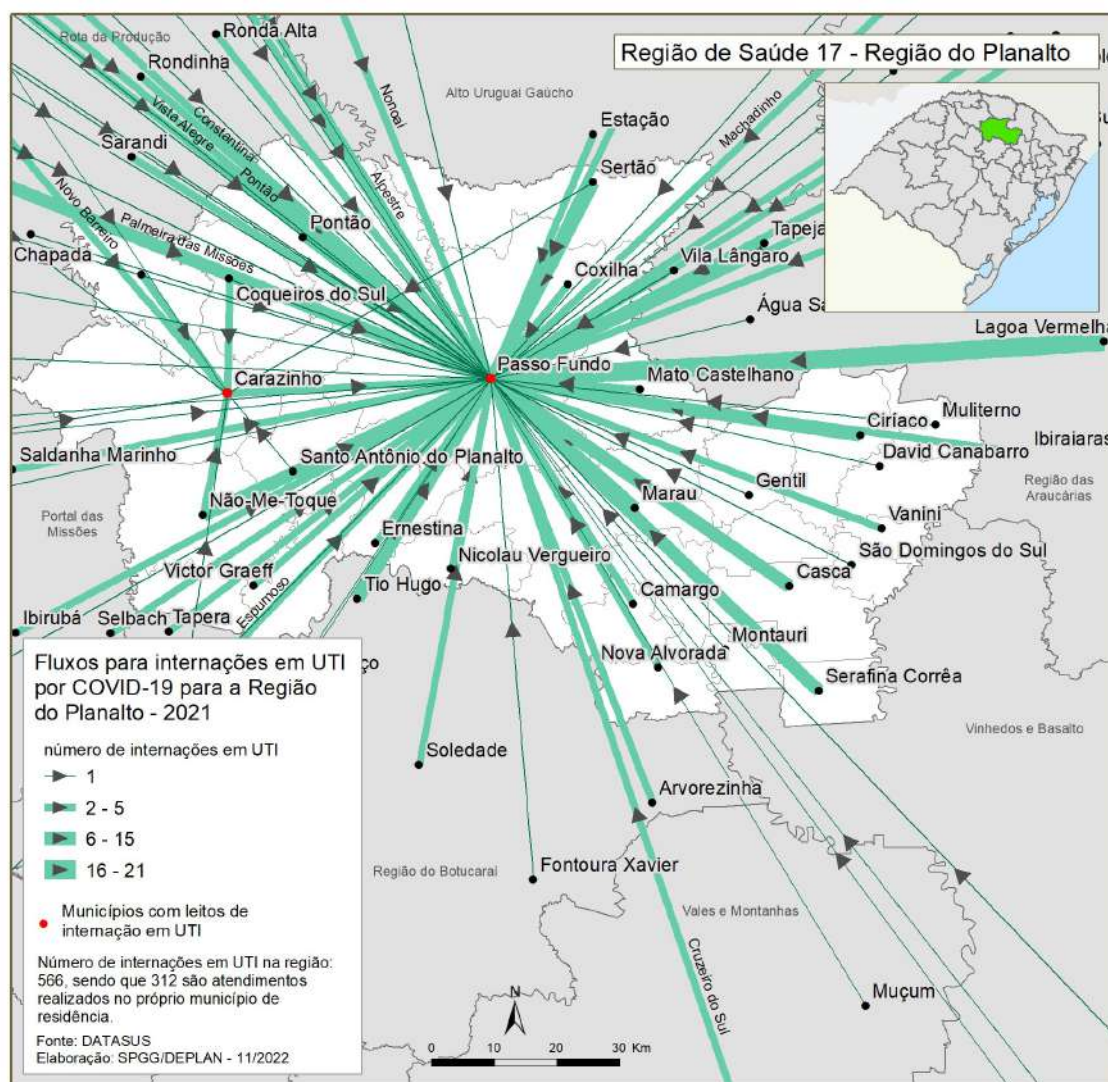 Ronda Alta
Rota da Produção
Região de Saúde 17 - Região do Planalto
Rondinha
Nonoai
Alto Uruguai Gaúcho
Machadinho
Constantina
Vista Alegre
Estação
Sarandi
Sertão
Pontão
Alpestre
Novo Barreiro
Pontão
Palmeira das Missões
Tapeja
Chapada
Vila Lângaro
Coxilha
Coqueiros do Sul
Água Sa
Lagoa Vermelha
Passo Fundo
Carazinho
Mato Castelhano
Muliterno
Ciríaco
Ibiraiaras
Saldanha Marinho
Santo Antônio do Planalto
David Canabarro
Gentil
Região das
Araucárias
Não-Me-Toque
Marau
Portal das
Missões
Vanini
Ernestina
São Domingos do Sul
Nicolau Vergueiro
Victor Graeff
Casca
Tio Hugo
Camargo
Espumoso
Ibirubá
Selbach
Tapera
Montauri
Nova Alvorada
Serafina Corrêa
Vinhedos e Basalto
Soledade
Arvorezinha
Região do Botucaraí
Fontoura Xavier
Vales e Montanhas
Cruzeiro do Sul
Muçum
Fluxos para internações em UTI
por COVID-19 para a Região
do Planalto - 2021
número de internações em UTI
1
2 - 5
6 - 15
16 - 21
Municípios com leitos de
internação em UTI
Número de internações em UTI na região:
566, sendo que 312 são atendimentos
realizados no próprio município de
residência.
Fonte: DATASUS
Elaboração: SPGG/DEPLAN - 11/2022
N
0 10 20 30 Km